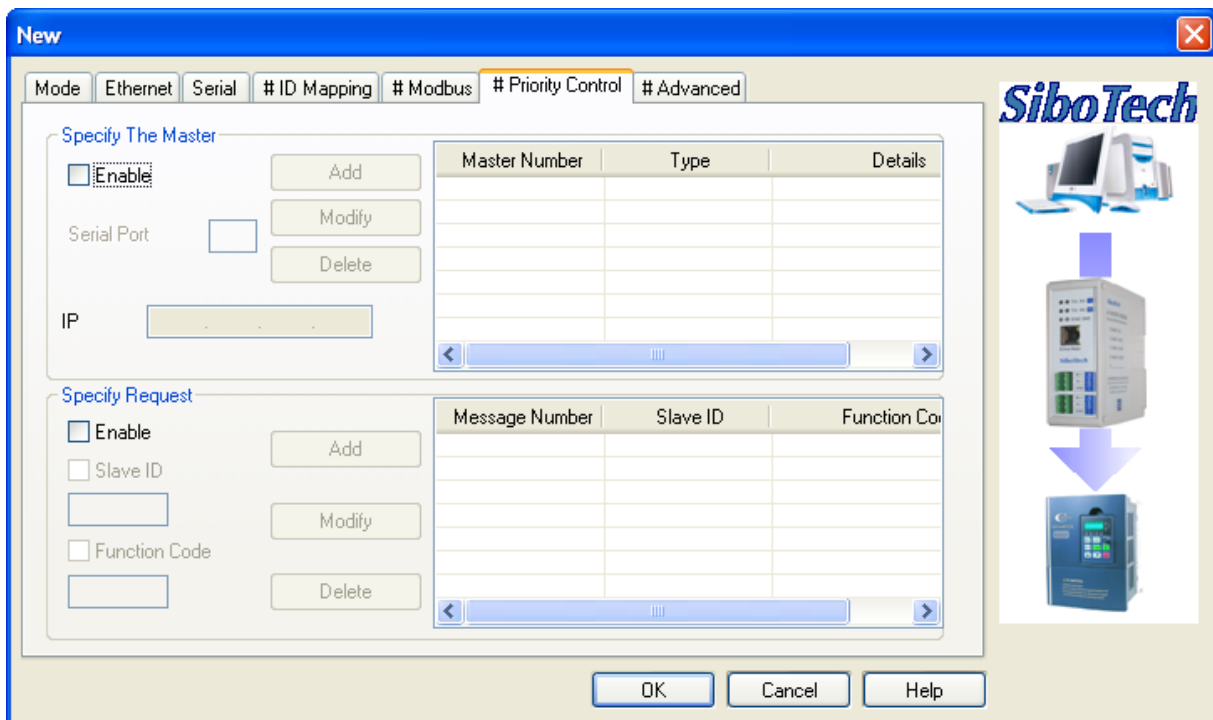 New
Mode Ethernet Serial # ID Mapping # Modbus # Priority Control # Advanced
SiboTech
Specify The Master
Enable
Add
Master Number Type Details
Serial Port
Modify
Delete
IP . . .
Specify Request
Enable
Add
Message Number Slave ID Function Co
Slave ID
Modify
Function Code
Delete
OK Cancel Help